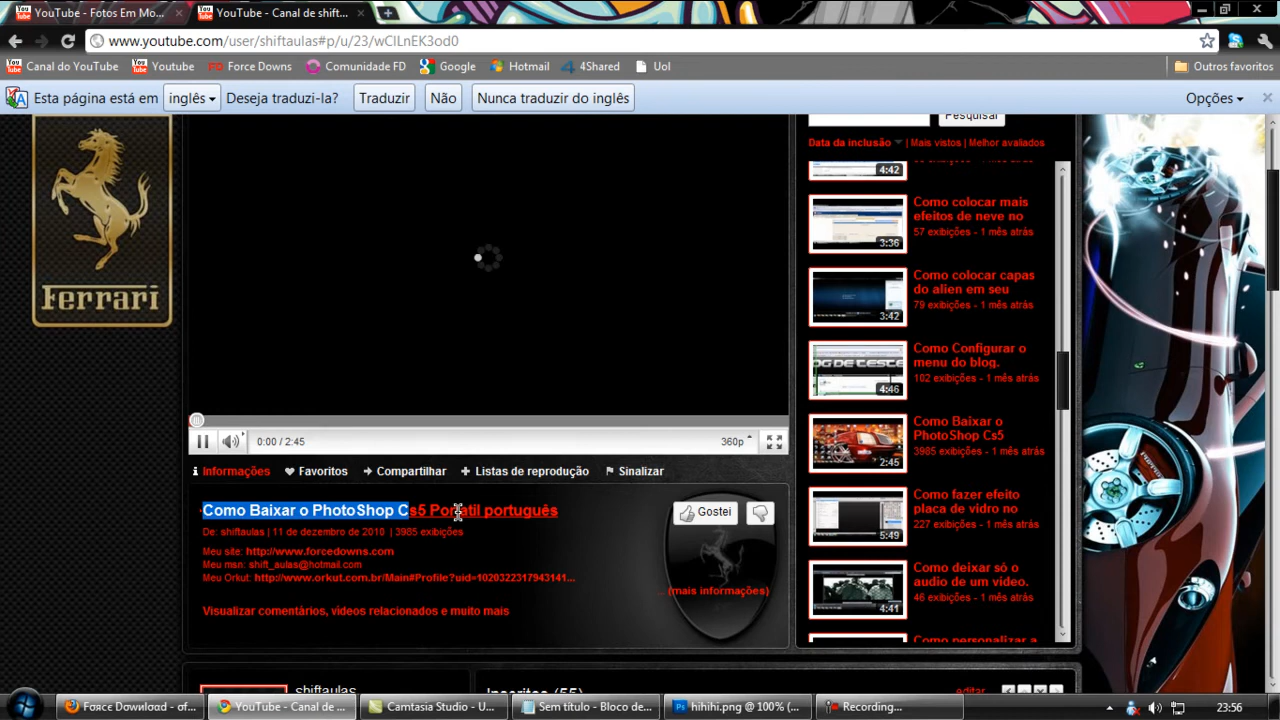 YouTube - Fotos Em Mo...
YouTube - Canal de shift...
www.youtube.com/user/shiftaulas#p/u/23/wCILnEK3od0
Canal do YouTube
Youtube
Force Downs
Comunidade FD
Google
Hotmail
4Shared
Uol
Outros favoritos
Esta página está em
inglês
Deseja traduzi-la?
Traduzir
Não
Nunca traduzir do inglês
Opções
Ferrari
0:00 / 2:45
360p
Informações
Favoritos
Compartilhar
Listas de reprodução
Sinalizar
Como Baixar o PhotoShop Cs5 Portatil português
De: shiftaulas | 11 de dezembro de 2010 | 3985 exibições
Meu site: http://www.forcedowns.com
Meu msn: shift_aulas@hotmail.com
Meu Orkut: http://www.orkut.com.br/Main#Profile?uid=1020322317943141...
... (mais informações)
Visualizar comentários, vídeos relacionados e muito mais
Gostei
Pesquisar
Data da inclusão | Mais vistos | Melhor avaliados
4:42
Como colocar mais
efeitos de neve no
57 exibições - 1 mês atrás
3:36
Como colocar capas
do alien em seu
79 exibições - 1 mês atrás
3:42
Como Configurar o
menu do blog.
102 exibições - 1 mês atrás
4:46
Como Baixar o
PhotoShop Cs5
3985 exibições - 1 mês atrás
2:45
Como fazer efeito
placa de vidro no
227 exibições - 1 mês atrás
5:49
Como deixar só o
audio de um video.
46 exibições - 1 mês atrás
4:41
Como personalizar a
shiftaulas
Inscritos (55)
editar
Force Download - of...
YouTube - Canal de ...
Camtasia Studio - U...
Sem título - Bloco de...
hihihi.png @ 100% (...
Recording...
23:56